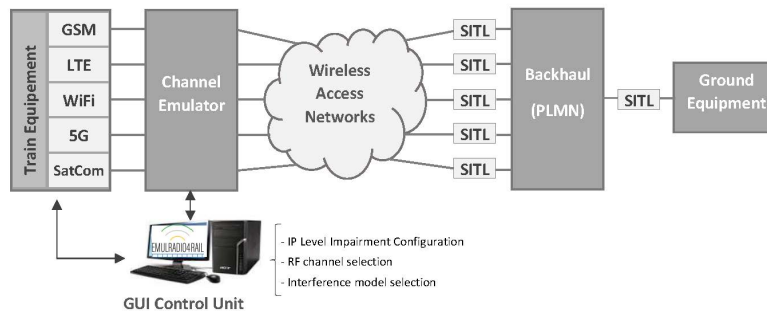 Train Equipement
GSM
LTE
WiFi
5G
SatCom
Channel
Emulator
Wireless
Access
Networks
SITL
SITL
SITL
SITL
SITL
Backhaul
(PLMN)
SITL
Ground
Equipment
EMULRADIO4RAIL
- IP Level Impairment Configuration
- RF channel selection
- Interference model selection
GUI Control Unit